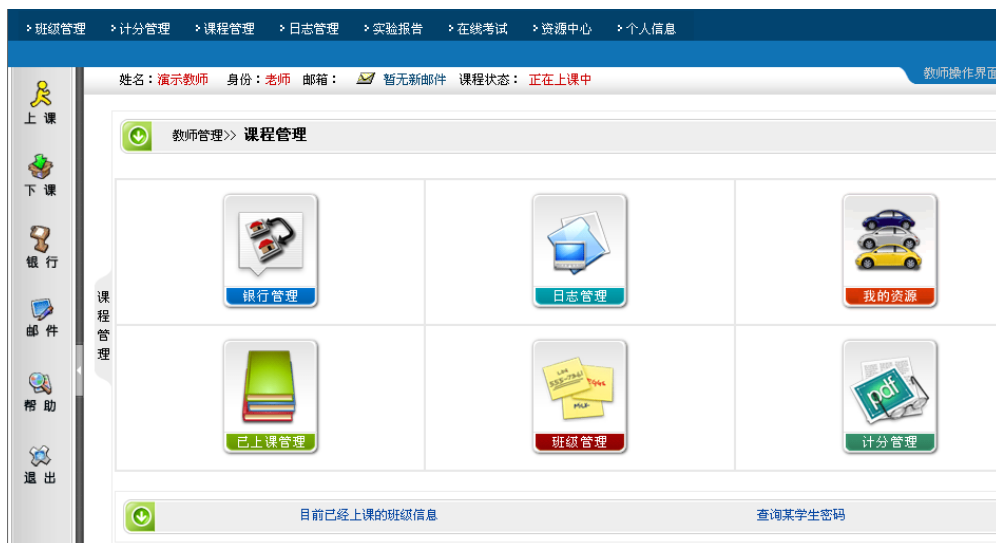 班级管理 计分管理 课程管理 日志管理 实验报告 在线考试 资源中心 个人信息
姓名：演示教师 身份：老师 邮箱： 暂无新邮件 课程状态： 正在上课中
教师操作界面
上课
下课
银行
邮件
帮助
退出
课程管理
教师管理>> 课程管理
银行管理
日志管理
我的资源
已上课管理
班级管理
计分管理
pdf
目前已经上课的班级信息
查询某学生密码